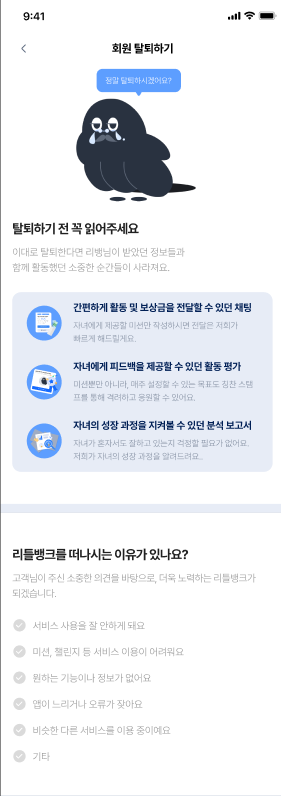 9:41
회원 탈퇴하기
정말 탈퇴하시겠어요?
탈퇴하기 전 꼭 읽어주세요
이대로 탈퇴한다면 리뱅님이 받았던 정보들과
함께 활동했던 소중한 순간들이 사라져요.
간편하게 활동 및 보상금을 전달할 수 있던 채팅
자녀에게 제공할 미션만 작성하시면 전달은 저희가
빠르게 해드릴게요.
자녀에게 피드백을 제공할 수 있던 활동 평가
미션뿐만 아니라, 매주 설정할 수 있는 목표도 칭찬 스탬
프를 통해 격려하고 응원할 수 있어요.
자녀의 성장 과정을 지켜볼 수 있던 분석 보고서
자녀가 혼자서도 잘하고 있는지 걱정할 필요가 없어요.
저희가 자녀의 성장 과정을 알려드려요..
리틀뱅크를 떠나시는 이유가 있나요?
고객님이 주신 소중한 의견을 바탕으로, 더욱 노력하는 리틀뱅크가
되겠습니다.
서비스 사용을 잘 안하게 돼요
미션, 챌린지 등 서비스 이용이 어려워요
원하는 기능이나 정보가 없어요
앱이 느리거나 오류가 잦아요
비슷한 다른 서비스를 이용 중이예요
기타